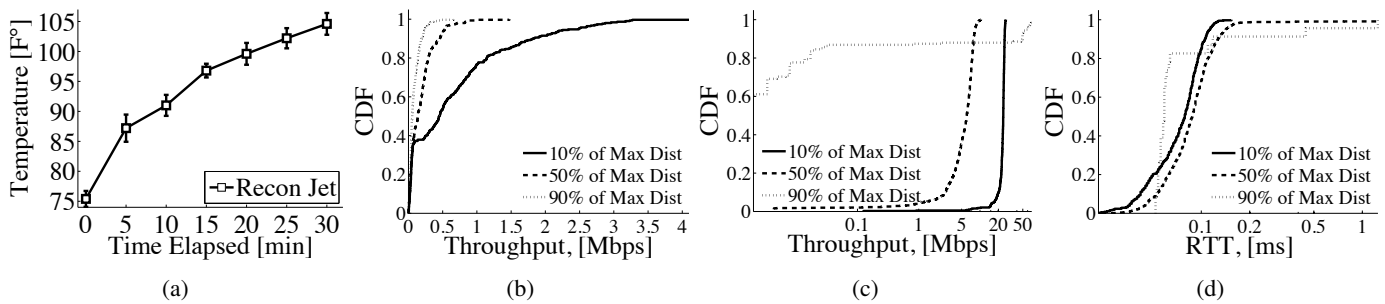 Temperature [F°]
105
100
95
90
85
80
75
0 5 10 15 20 25 30
Recon Jet
Time Elapsed [min]
(a)
CDF
1
0.8
0.6
0.4
0.2
0
0 0.5 1 1.5 2 2.5 3 3.5 4
10% of Max Dist
50% of Max Dist
90% of Max Dist
Throughput, [Mbps]
(b)
CDF
1
0.8
0.6
0.4
0.2
0
0.1 1 5 20 50
10% of Max Dist
50% of Max Dist
90% of Max Dist
Throughput, [Mbps]
(c)
CDF
1
0.8
0.6
0.4
0.2
0
0.1 0.2 0.5 1
10% of Max Dist
50% of Max Dist
90% of Max Dist
RTT, [ms]
(d)